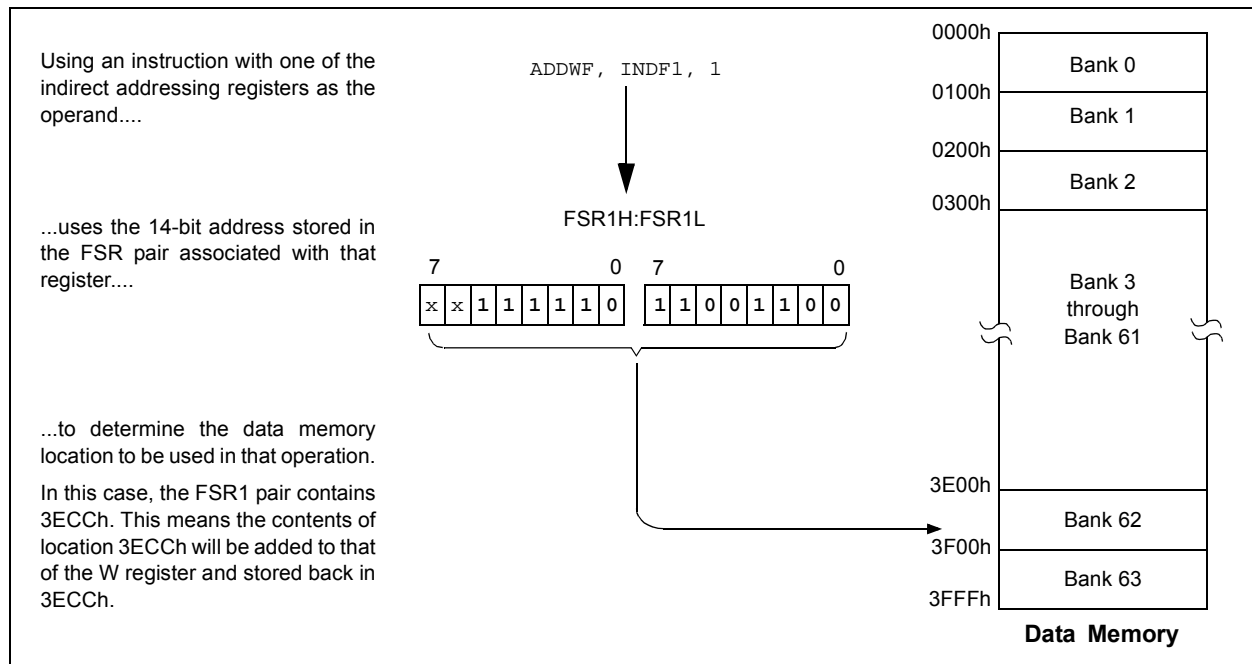 Using an instruction with one of the
indirect addressing registers as the
operand....
ADDWF, INDF1, 1
...uses the 14-bit address stored in
the FSR pair associated with that
register....
FSR1H:FSR1L
7 0 7 0
x x 1 1 1 1 1 0 1 1 0 0 1 1 0 0
...to determine the data memory
location to be used in that operation.
In this case, the FSR1 pair contains
3ECCh. This means the contents of
location 3ECCh will be added to that
of the W register and stored back in
3ECCh.
0000h
Bank 0
0100h
Bank 1
0200h
Bank 2
0300h
Bank 3
through
Bank 61
3E00h
Bank 62
3F00h
Bank 63
3FFFh
Data Memory